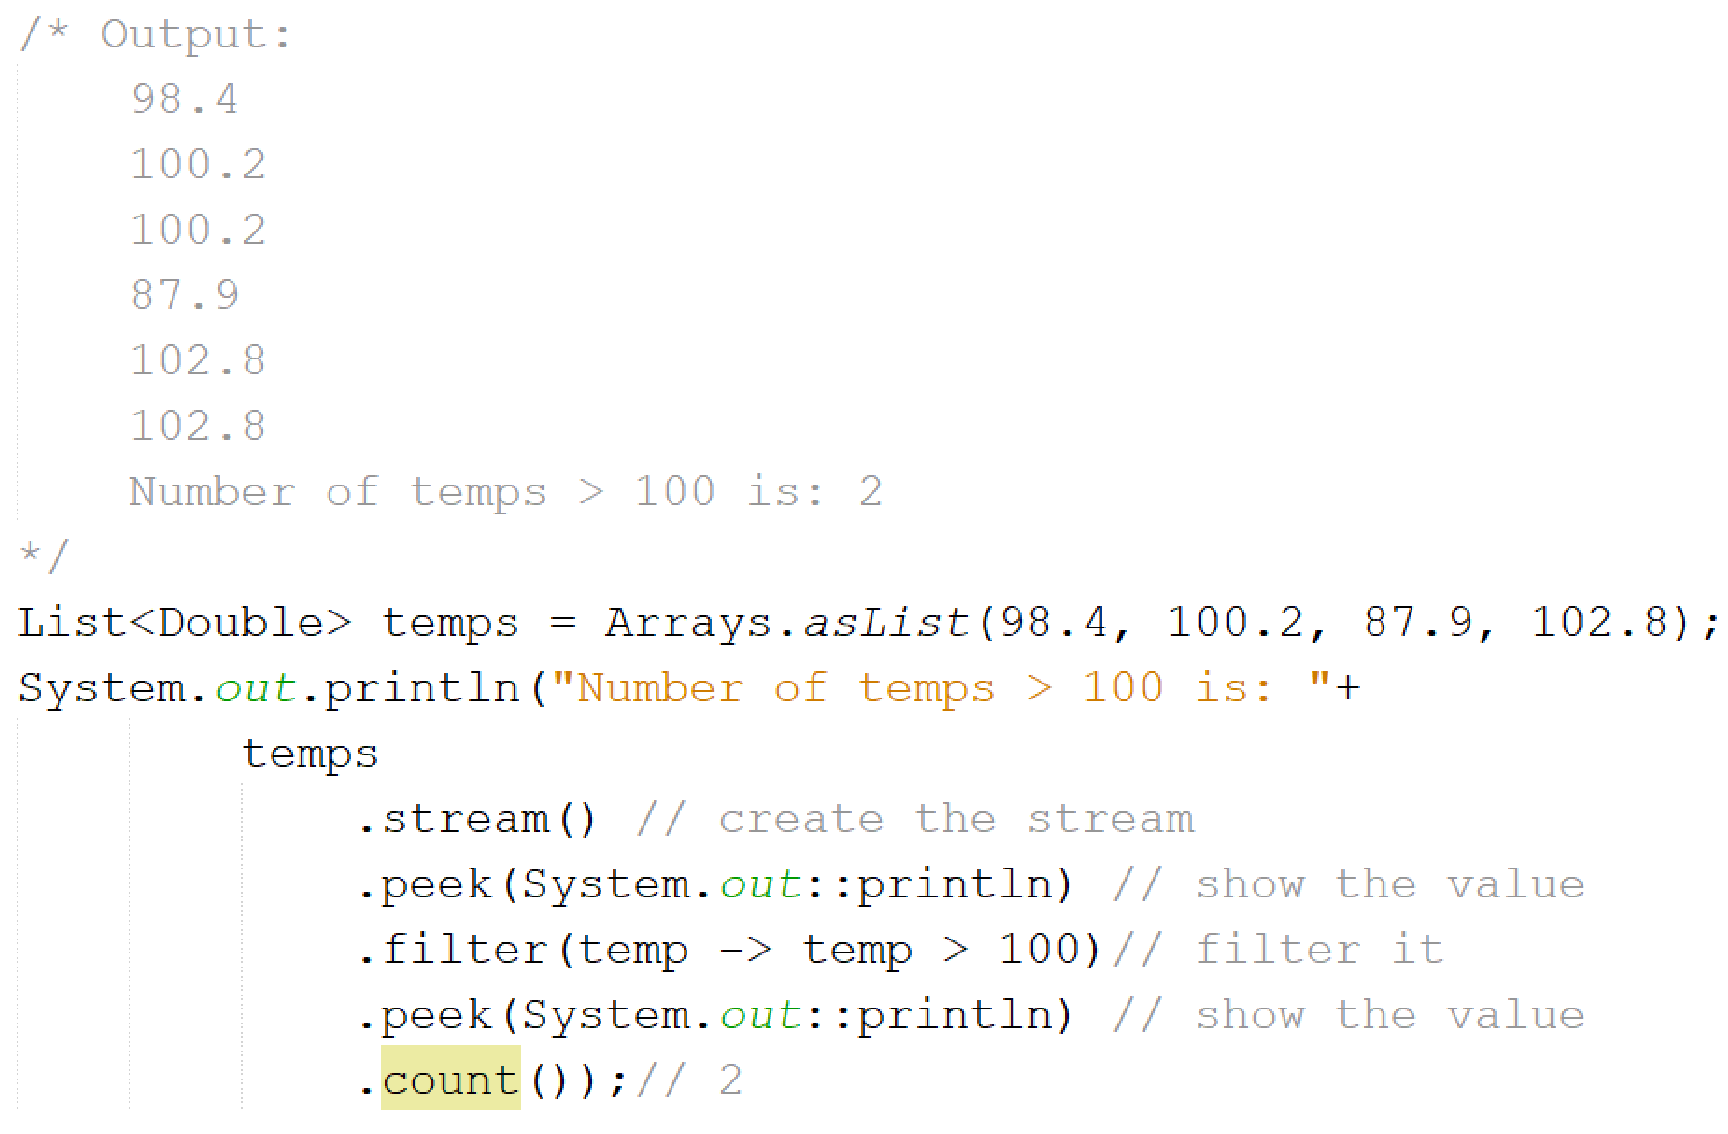 /* Output:
98.4
100.2
100.2
87.9
102.8
102.8
Number of temps > 100 is: 2
*/
List<Double> temps = Arrays.asList(98.4, 100.2, 87.9, 102.8);
System.out.println("Number of temps > 100 is: "+
temps
.stream() // create the stream
.peek(System.out::println) // show the value
.filter(temp -> temp > 100)// filter it
.peek(System.out::println) // show the value
.count());// 2